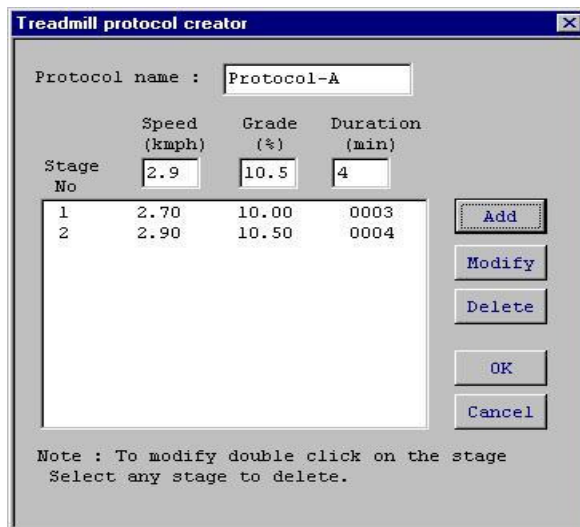 Treadmill protocol creator
Protocol name : Protocol-A
Speed Grade Duration
(kmph) (%) (min)
Stage No 2.9 10.5 4
1 2.70 10.00 0003
2 2.90 10.50 0004
Add
Modify
Delete
OK
Cancel
Note : To modify double click on the stage
Select any stage to delete.